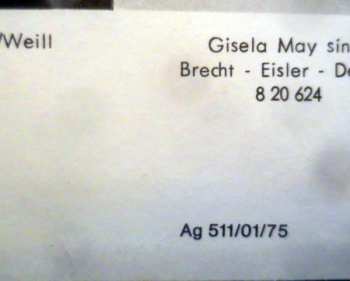 /Weill
Gisela May sin
Brecht - Eisler - De
8 20 624
Ag 511/01/75